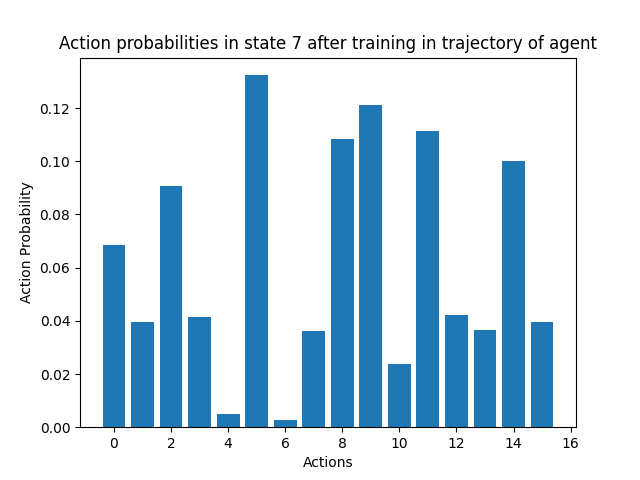 Action probabilities in state 7 after training in trajectory of agent
0.12
0.10
0.08
0.06
0.04
0.02
0.00
Action Probability
0 2 4 6 8 10 12 14 16
Actions